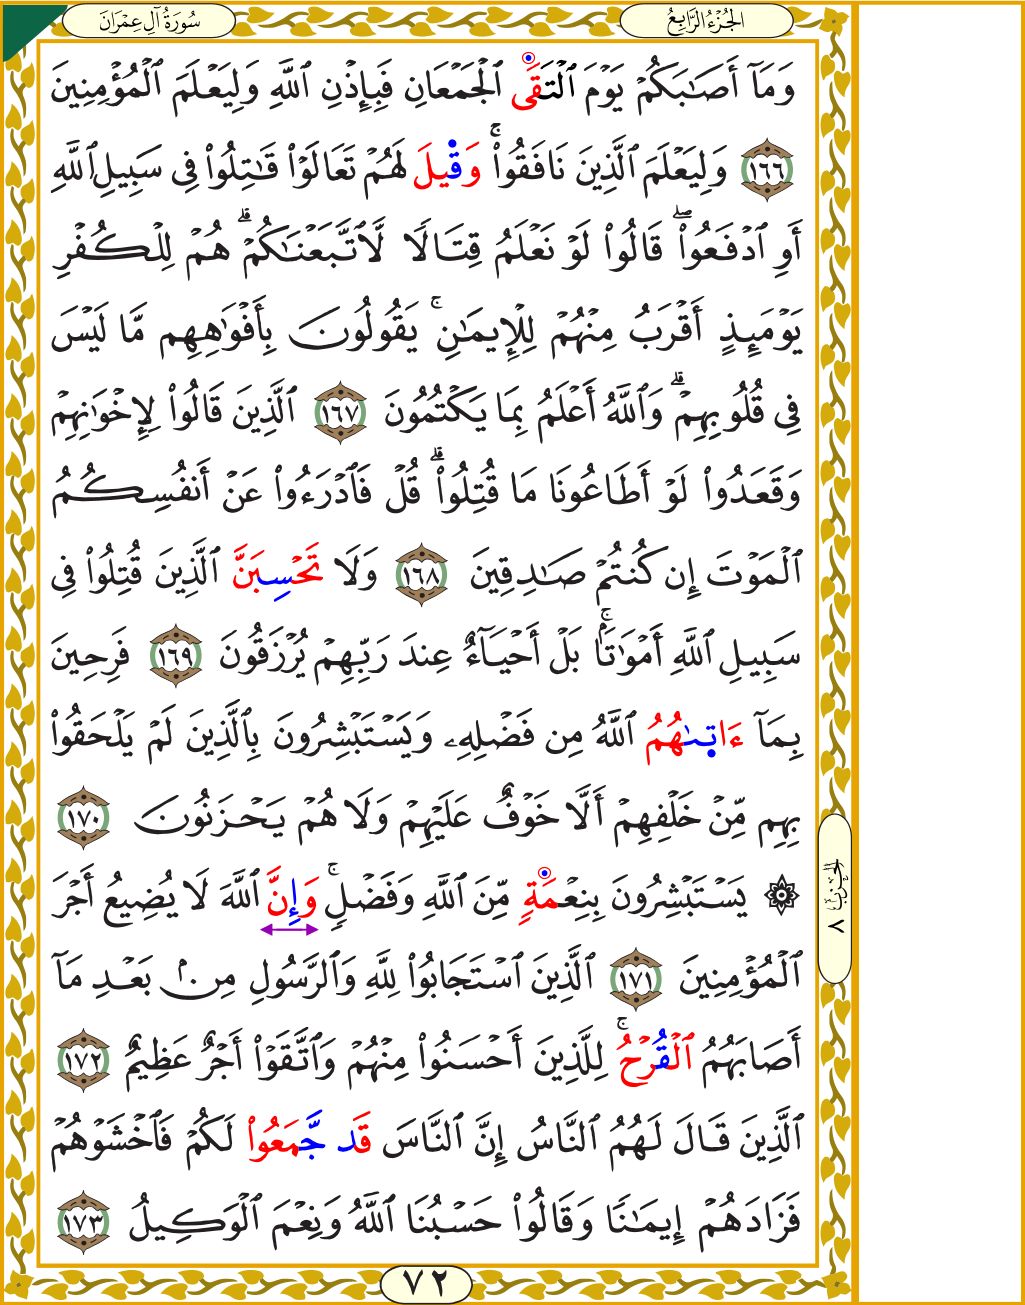 الجُزْءُ الرَّابِعُ
سُورَةُ آلِ عِمْرَانَ
وَمَآ أَصَٰبَكُمْ يَوْمَ ٱلْتَقَى ٱلْجَمْعَانِ فَبِإِذْنِ ٱللَّهِ وَلِيَعْلَمَ ٱلْمُؤْمِنِينَ
١٦٦ وَلِيَعْلَمَ ٱلَّذِينَ نَافَقُوا۟ ۚ وَقِيلَ لَهُمْ تَعَالَوْا۟ قَٰتِلُوا۟ فِى سَبِيلِ ٱللَّهِ
أَوِ ٱدْفَعُوا۟ ۖ قَالُوا۟ لَوْ نَعْلَمُ قِتَالًا لَّٱتَّبَعْنَٰكُمْ ۗ هُمْ لِلْكُفْرِ
يَوْمَئِذٍ أَقْرَبُ مِنْهُمْ لِلْإِيمَٰنِ ۚ يَقُولُونَ بِأَفْوَٰهِهِم مَّا لَيْسَ
فِى قُلُوبِهِمْ ۗ وَٱللَّهُ أَعْلَمُ بِمَا يَكْتُمُونَ ١٦٧ ٱلَّذِينَ قَالُوا۟ لِإِخْوَٰنِهِمْ
وَقَعَدُوا۟ لَوْ أَطَاعُونَا مَا قُتِلُوا۟ ۗ قُلْ فَٱدْرَءُوا۟ عَنْ أَنفُسِكُمُ
ٱلْمَوْتَ إِن كُنتُمْ صَٰدِقِينَ ١٦٨ وَلَا تَحْسِبَنَّ ٱلَّذِينَ قُتِلُوا۟ فِى
سَبِيلِ ٱللَّهِ أَمْوَٰتًۢا ۚ بَلْ أَحْيَآءٌ عِندَ رَبِّهِمْ يُرْزَقُونَ ١٦٩ فَرِحِينَ
بِمَآ ءَاتَىٰهُمُ ٱللَّهُ مِن فَضْلِهِۦ وَيَسْتَبْشِرُونَ بِٱلَّذِينَ لَمْ يَلْحَقُوا۟
بِهِم مِّنْ خَلْفِهِمْ أَلَّا خَوْفٌ عَلَيْهِمْ وَلَا هُمْ يَحْزَنُونَ ١٧٠
۞ يَسْتَبْشِرُونَ بِنِعْمَةٍ مِّنَ ٱللَّهِ وَفَضْلٍ ۚ وَإِنَّ ٱللَّهَ لَا يُضِيعُ أَجْرَ
ٱلْمُؤْمِنِينَ ١٧١ ٱلَّذِينَ ٱسْتَجَابُوا۟ لِلَّهِ وَٱلرَّسُولِ مِنۢ بَعْدِ مَآ
أَصَابَهُمُ ٱلْقُرْحُ ۚ لِلَّذِينَ أَحْسَنُوا۟ مِنْهُمْ وَٱتَّقَوْا۟ أَجْرٌ عَظِيمٌ ١٧٢
ٱلَّذِينَ قَالَ لَهُمُ ٱلنَّاسُ إِنَّ ٱلنَّاسَ قَد جَّمَعُوا۟ لَكُمْ فَٱخْشَوْهُمْ
فَزَادَهُمْ إِيمَٰنًا وَقَالُوا۟ حَسْبُنَا ٱللَّهُ وَنِعْمَ ٱلْوَكِيلُ ١٧٣
الحزب ٨
٧٢